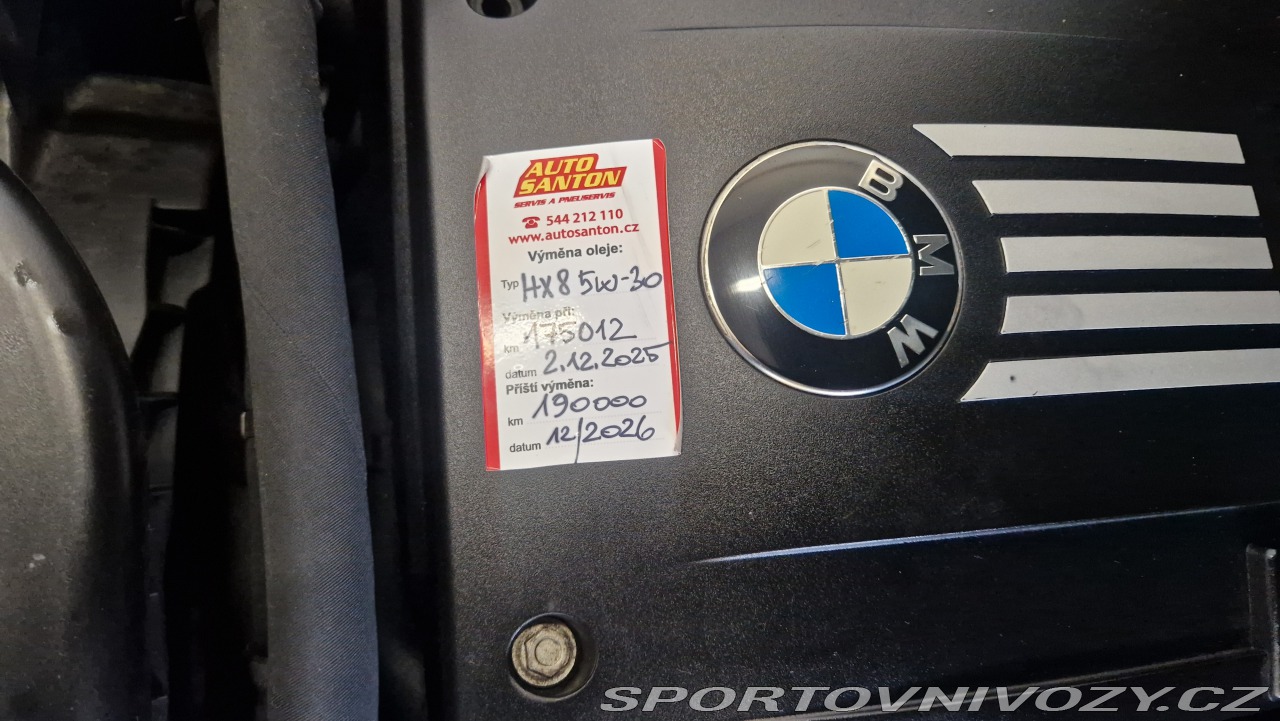 AUTO
SANTON
SERVIS A PNEUSERVIS
☎ 544 212 110
www.autosanton.cz
Výměna oleje:
Typ HX8 5W-30
Výměna při:
km 175012
datum 2.12.2025
Příští výměna:
km 190000
datum 12/2026
BMW
SPORTOVNIVOZY.CZ